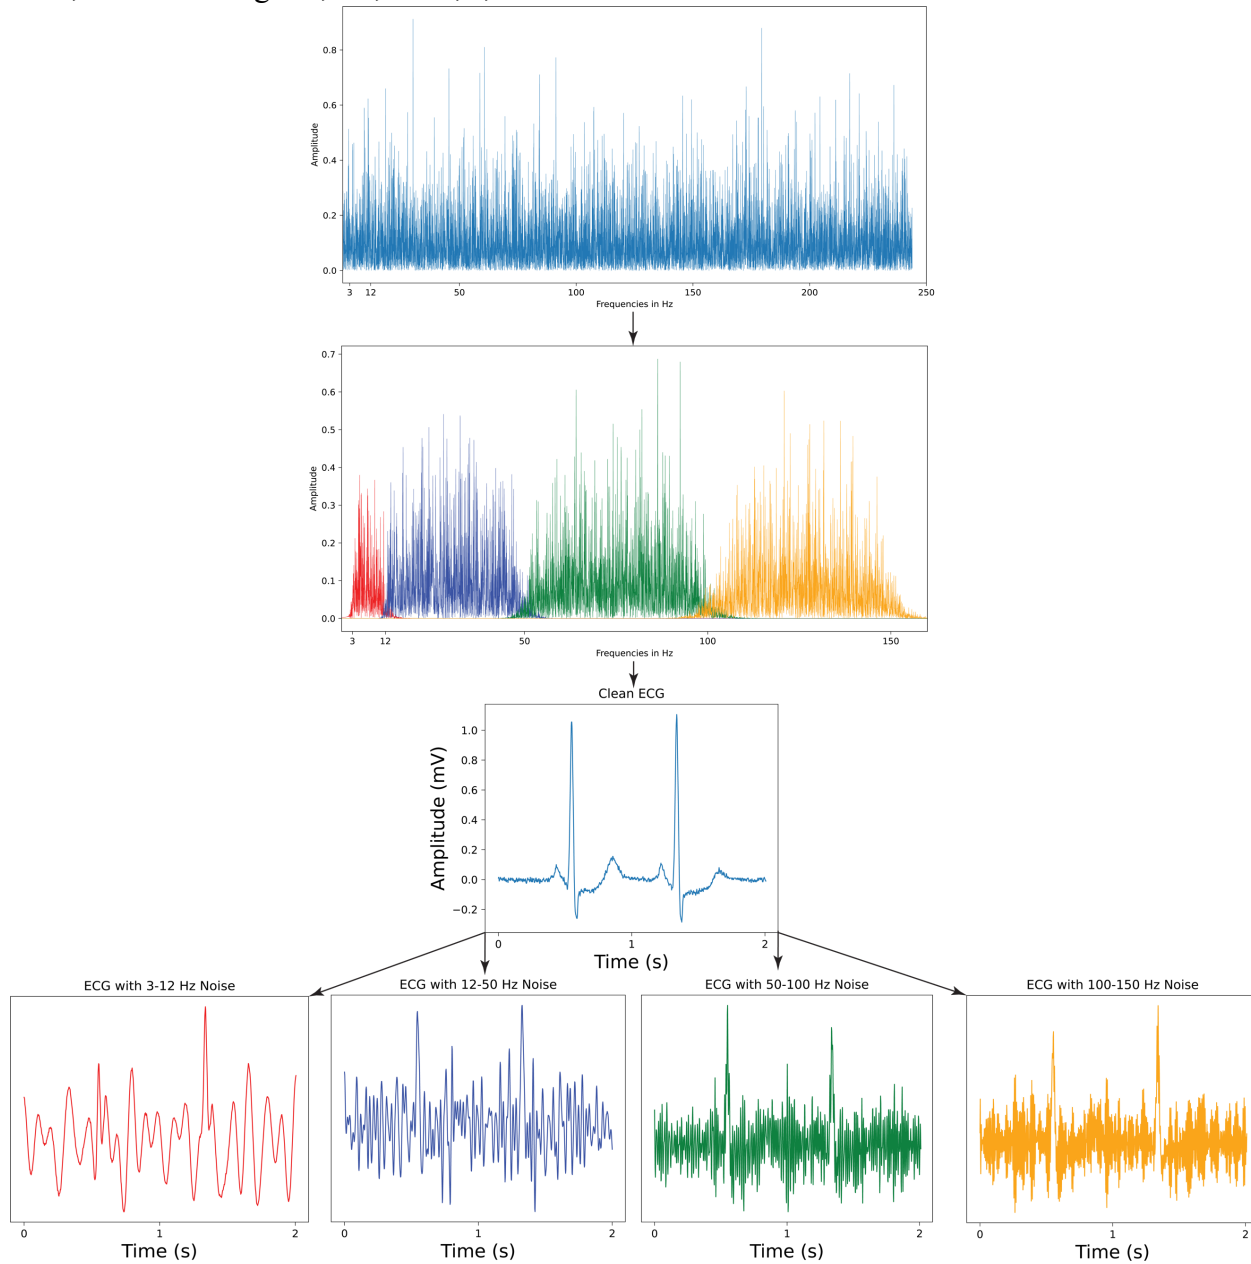 0.8
0.6
0.4
0.2
0.0
Amplitude
3 12 50 100 150 200 250
Frequencies in Hz
0.7
0.6
0.5
0.4
0.3
0.2
0.1
0.0
Amplitude
3 12 50 100 150
Frequencies in Hz
Clean ECG
1.0
0.8
0.6
0.4
0.2
0.0
−0.2
Amplitude (mV)
0 1 2
Time (s)
ECG with 3-12 Hz Noise
0 1 2
Time (s)
ECG with 12-50 Hz Noise
0 1 2
Time (s)
ECG with 50-100 Hz Noise
0 1 2
Time (s)
ECG with 100-150 Hz Noise
0 1 2
Time (s)